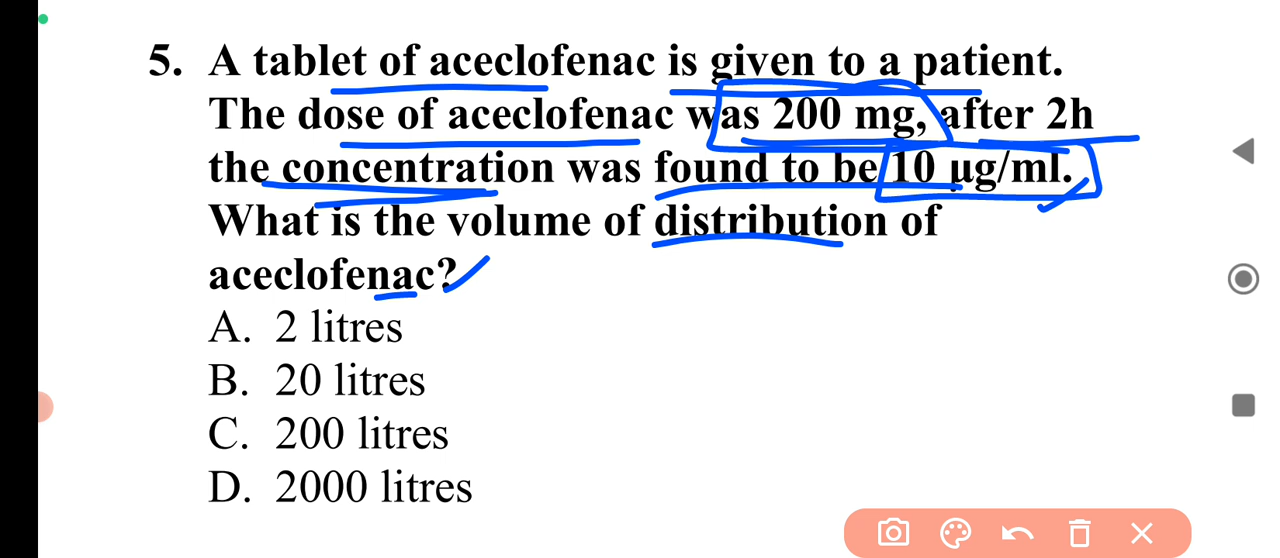 5. A tablet of aceclofenac is given to a patient.
The dose of aceclofenac was 200 mg, after 2h
the concentration was found to be 10 μg/ml.
What is the volume of distribution of
aceclofenac?
A. 2 litres
B. 20 litres
C. 200 litres
D. 2000 litres